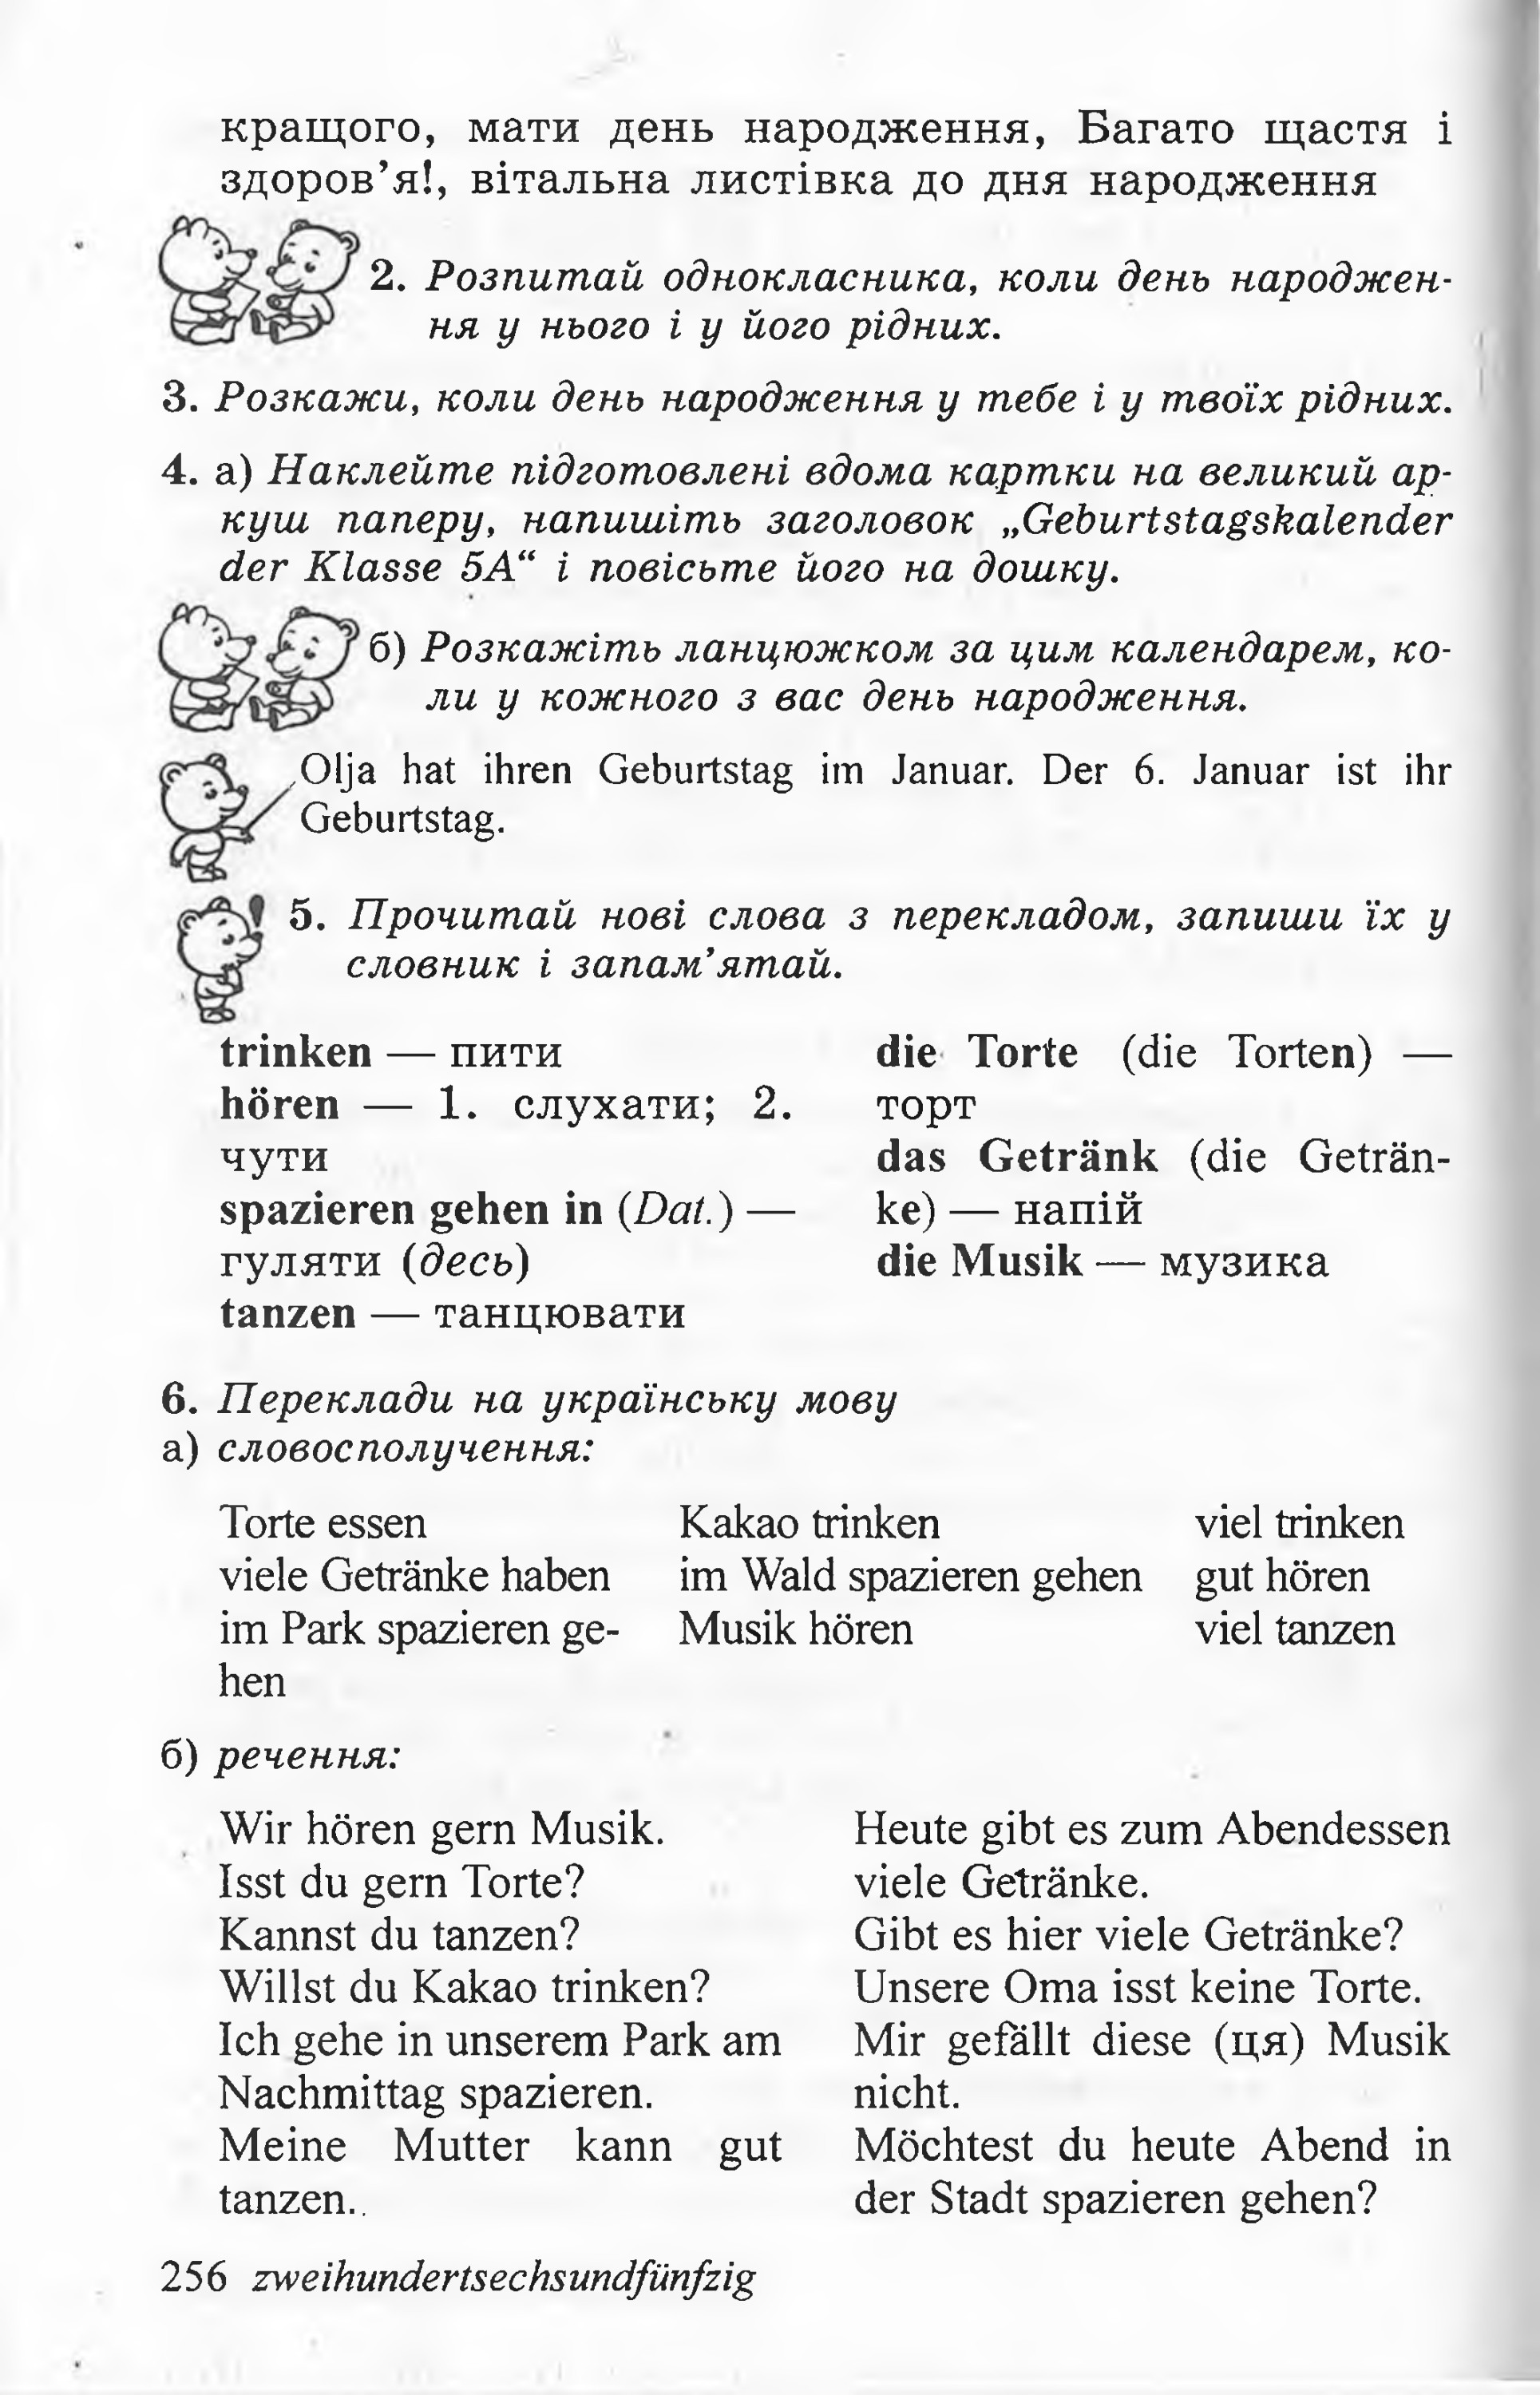 кращого, мати день народження, Багато щастя і
здоров’я!, вітальна листівка до дня народження
2. Розпитай однокласника, коли день народжен-
ня у нього і у його рідних.
3. Розкажи, коли день народження у тебе і у твоїх рідних.
4. а) Наклейте підготовлені вдома картки на великий ар-
куш паперу, напишіть заголовок „Geburtstagskalender
der Klasse 5A“ і повісьте його на дошку.
б) Розкажіть ланцюжком за цим календарем, ко-
ли у кожного з вас день народження.
Olja hat ihren Geburtstag im Januar. Der 6. Januar ist ihr
Geburtstag.
! 5. Прочитай нові слова з перекладом, запиши їх у
словник і запам’ятай.
trinken — пити
hören — 1. слухати; 2.
чути
spazieren gehen in (Dat.) —
гуляти (десь)
tanzen — танцювати
die Torte (die Torten) —
торт
das Getränk (die Geträn-
ke) — напій
die Musik — музика
6. Переклади на українську мову
а) словосполучення:
Torte essen
viele Getränke haben
im Park spazieren ge-
hen
Kakao trinken
im Wald spazieren gehen
Musik hören
viel trinken
gut hören
viel tanzen
б) речення:
Wir hören gern Musik.
Isst du gern Torte?
Kannst du tanzen?
Willst du Kakao trinken?
Ich gehe in unserem Park am
Nachmittag spazieren.
Meine Mutter kann gut
tanzen.
Heute gibt es zum Abendessen
viele Getränke.
Gibt es hier viele Getränke?
Unsere Oma isst keine Torte.
Mir gefällt diese (ця) Musik
nicht.
Möchtest du heute Abend in
der Stadt spazieren gehen?
256 zweihundertsechsundfünfzig